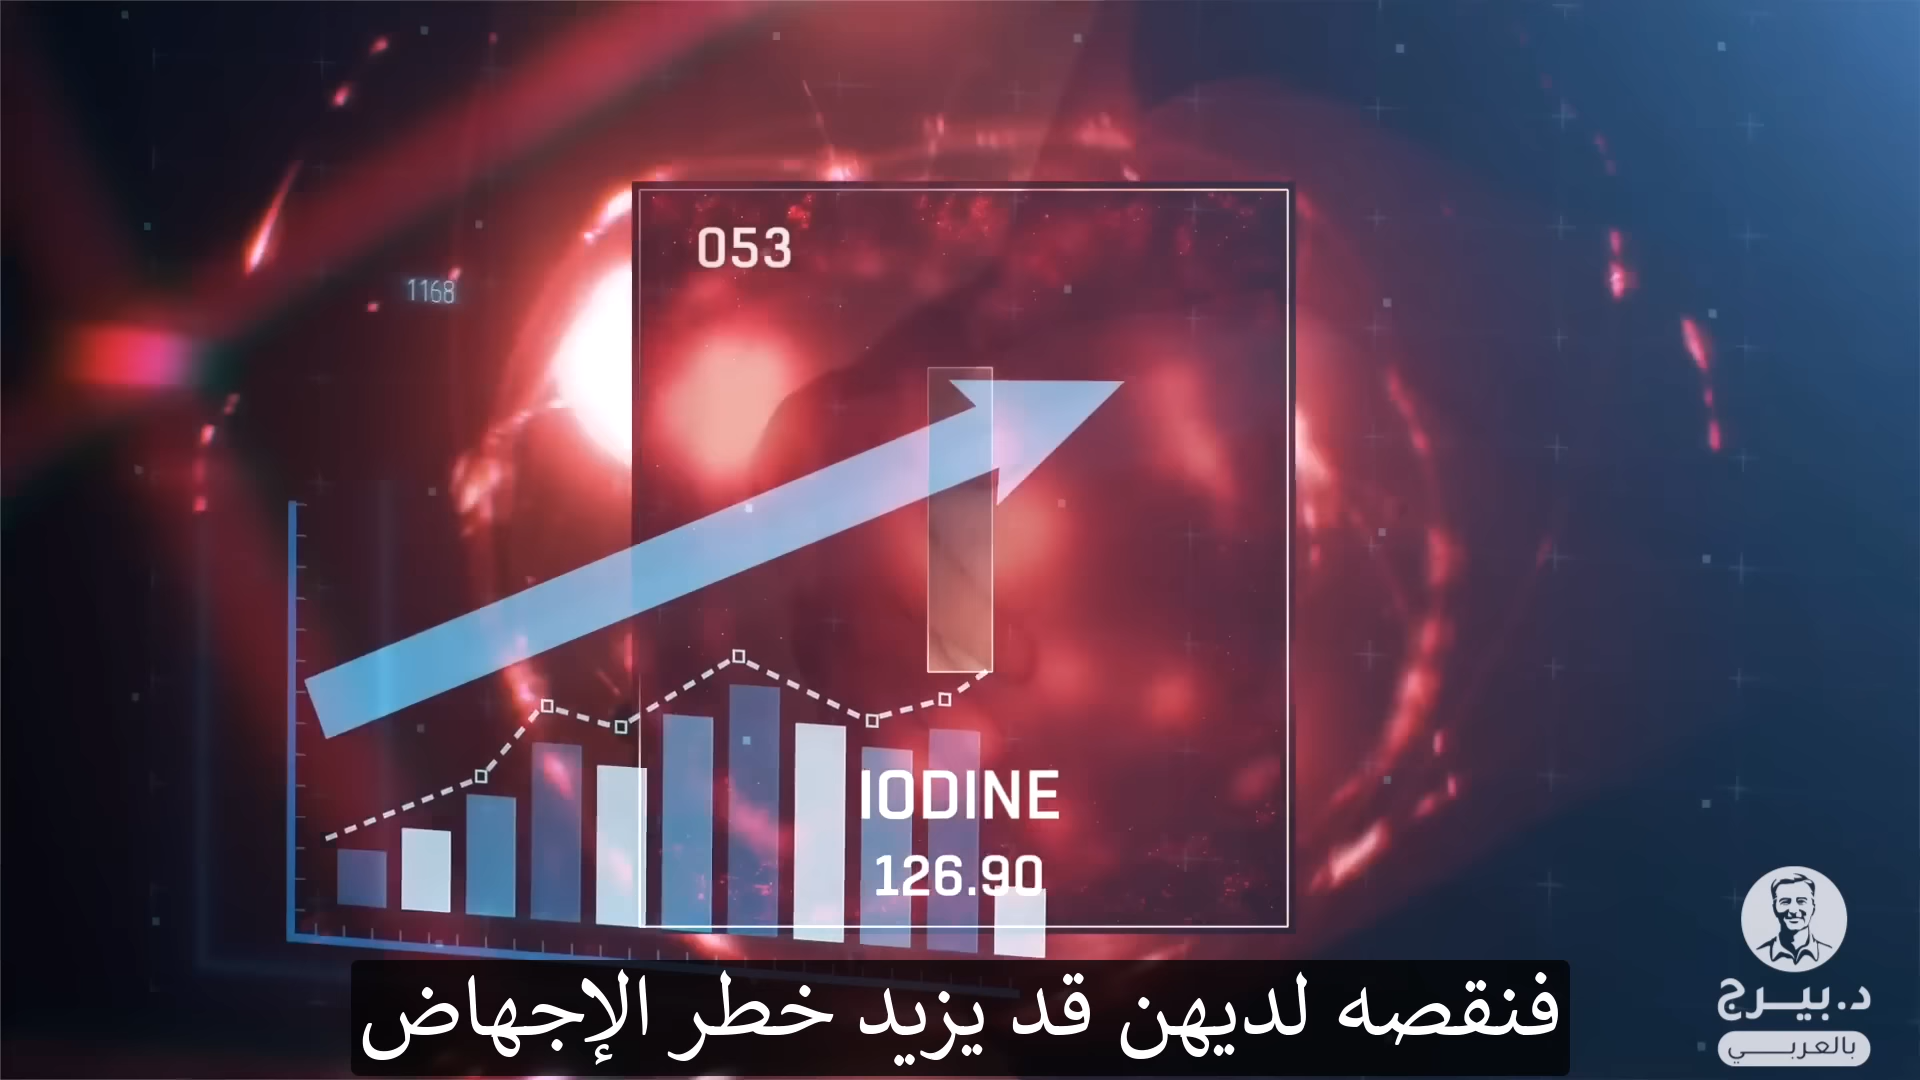 053
1168
IODINE
126.90
فنقصه لديهن قد يزيد خطر الإجهاض
د.بيرج
بالعربي